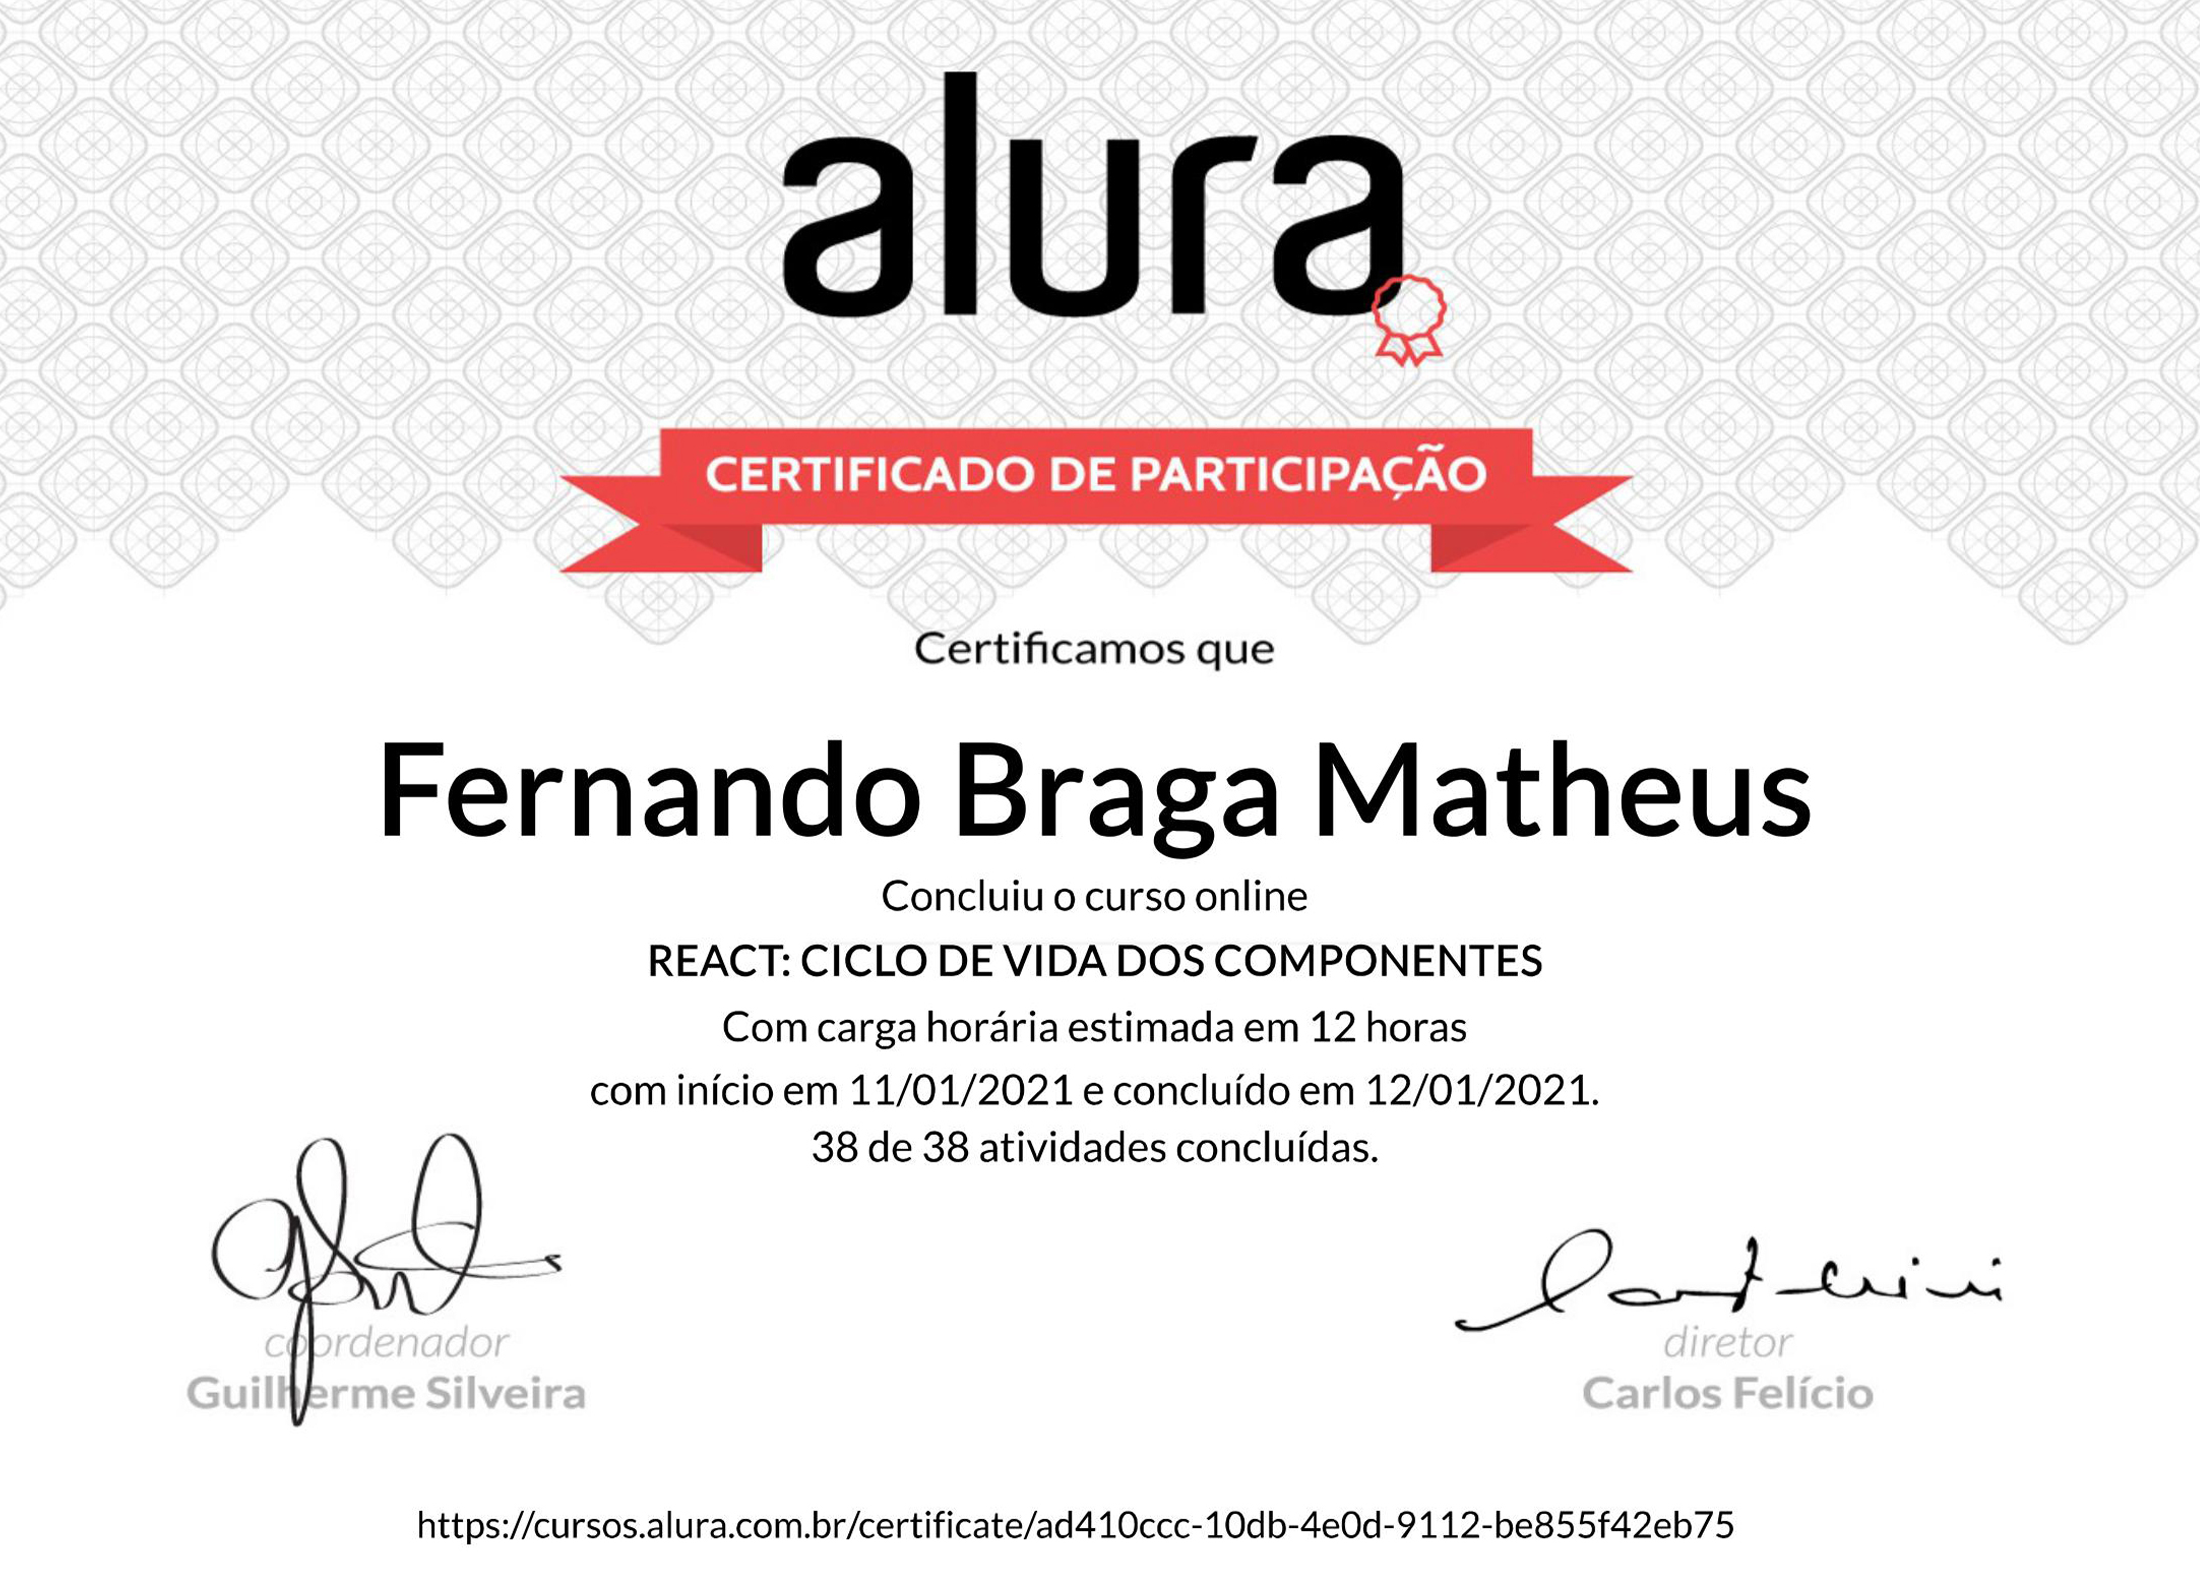 alura
CERTIFICADO DE PARTICIPAÇÃO
Certificamos que
Fernando Braga Matheus
Concluiu o curso online
REACT: CICLO DE VIDA DOS COMPONENTES
Com carga horária estimada em 12 horas
com início em 11/01/2021 e concluído em 12/01/2021.
38 de 38 atividades concluídas.
coordenador
Guilherme Silveira
diretor
Carlos Felício
https://cursos.alura.com.br/certificate/ad410ccc-10db-4e0d-9112-be855f42eb75